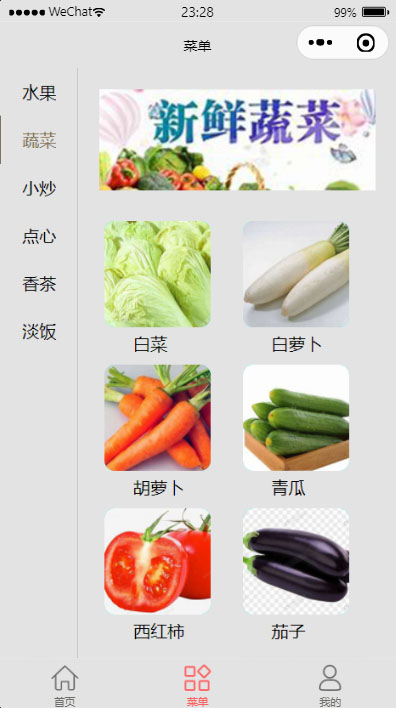 WeChat 23:28 99%
菜单
水果
蔬菜
小炒
点心
香茶
淡饭
新鲜蔬菜
白菜 白萝卜
胡萝卜 青瓜
西红柿 茄子
首页 菜单 我的